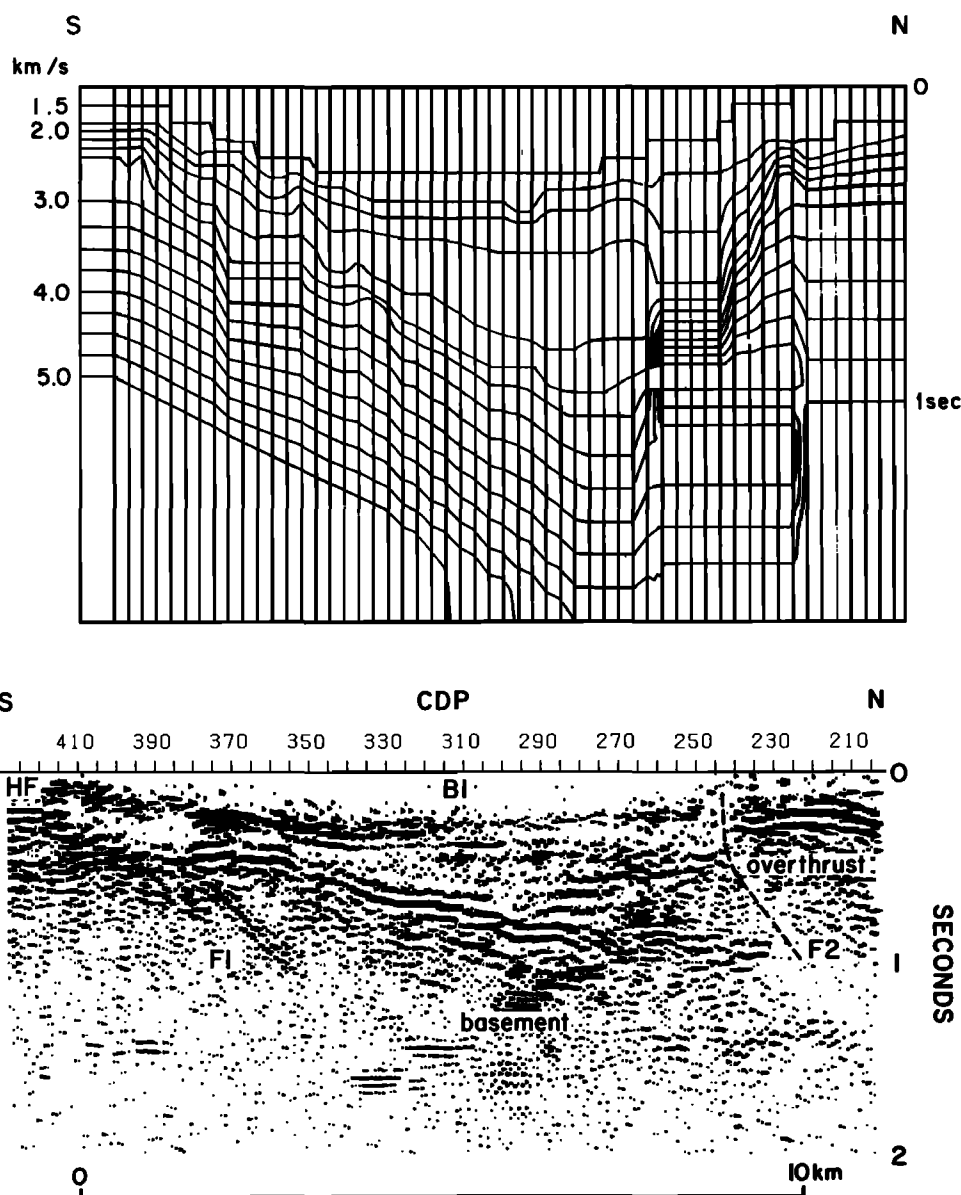 S N
km/s
0
1.5
2.0
3.0
4.0
5.0
1sec
S CDP N
410 390 370 350 330 310 290 270 250 230 210
HF BI 0
overthrust
F1 F2
1
basement
SECONDS
2
0 10km